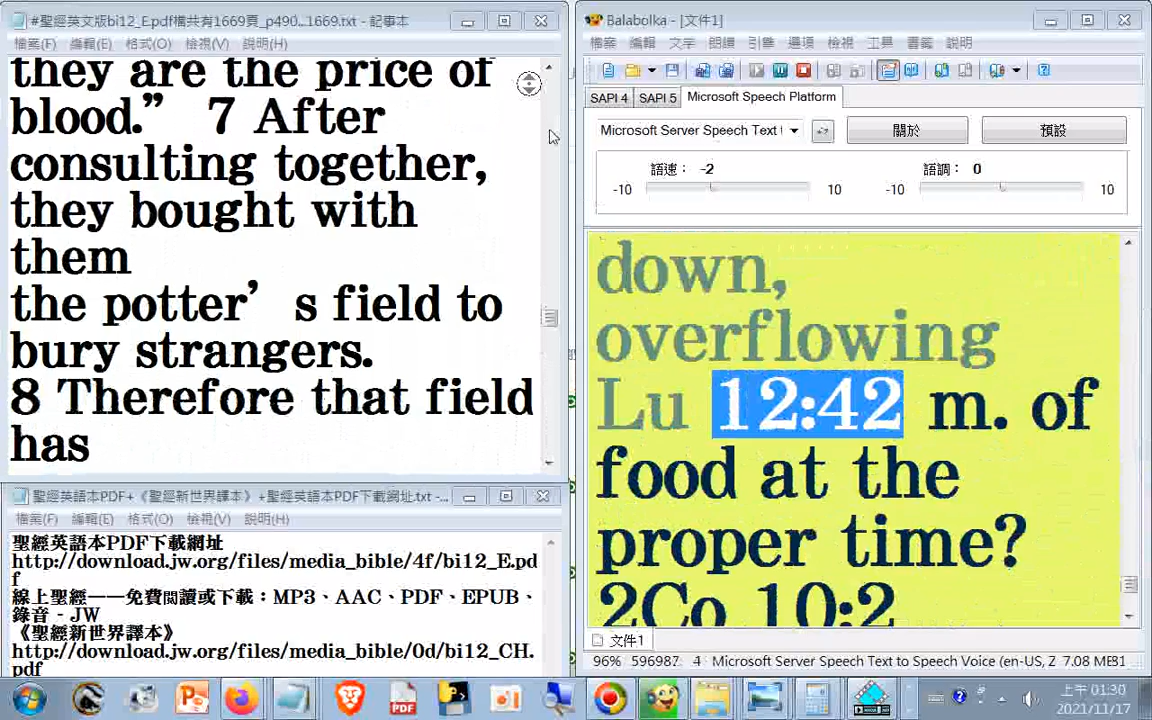 #聖經英文版bi12_E.pdf檔共有1669頁_p490...1669.txt - 記事本
檔案(F) 編輯(E) 格式(O) 檢視(V) 說明(H)
they are the price of
blood.” 7 After
consulting together,
they bought with
them
the potter’s field to
bury strangers.
8 Therefore that field
has
聖經英語本PDF+《聖經新世界譯本》+聖經英語本PDF下載網址.txt - ...
檔案(F) 編輯(E) 格式(O) 檢視(V) 說明(H)
聖經英語本PDF下載網址
http://download.jw.org/files/media_bible/4f/bi12_E.pd
f
線上聖經——免費閱讀或下載：MP3、AAC、PDF、EPUB、
錄音 - JW
《聖經新世界譯本》
http://download.jw.org/files/media_bible/0d/bi12_CH.
pdf
Balabolka - [文件1]
檔案 編輯 文字 朗讀 引擎 選項 檢視 工具 書籤 說明
SAPI 4 SAPI 5 Microsoft Speech Platform
Microsoft Server Speech Text 關於 預設
語速： -2 語調： 0
-10 10 -10 10
down,
overflowing
Lu 12:42 m. of
food at the
proper time?
2Co 10:2
文件1
96% 596987 4 Microsoft Server Speech Text to Speech Voice (en-US, Z 7.08 MB
上午 01:30
2021/11/17